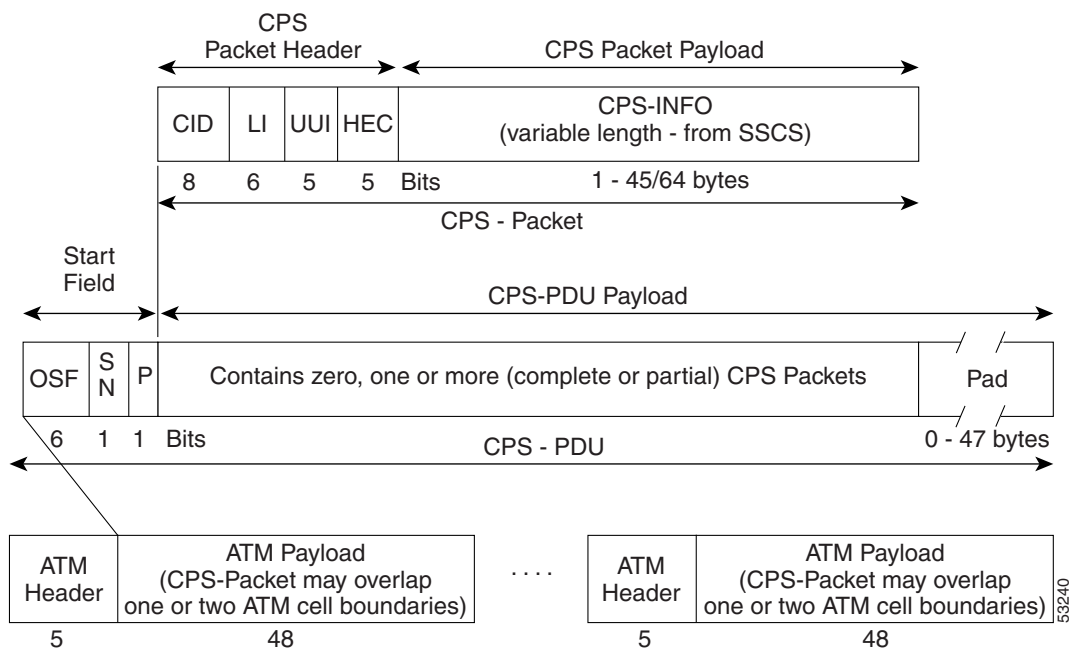 CPS
Packet Header
CPS Packet Payload
CID LI UUI HEC
CPS-INFO
(variable length - from SSCS)
8 6 5 5 Bits 1 - 45/64 bytes
CPS - Packet
Start
Field
CPS-PDU Payload
OSF
S
N
P
Contains zero, one or more (complete or partial) CPS Packets
Pad
6 1 1 Bits
0 - 47 bytes
CPS - PDU
ATM
Header
ATM Payload
(CPS-Packet may overlap
one or two ATM cell boundaries)
. . . .
ATM
Header
ATM Payload
(CPS-Packet may overlap
one or two ATM cell boundaries)
5 48 5 48
53240